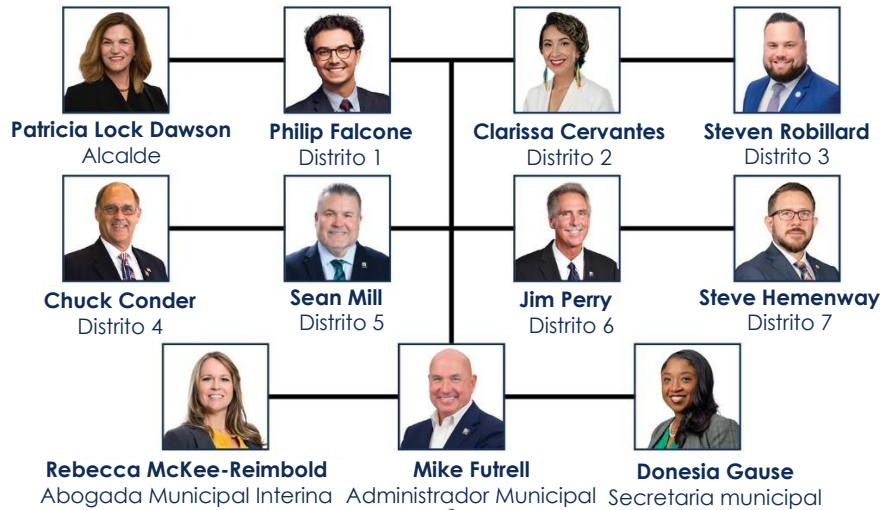 Patricia Lock Dawson
Alcalde
Philip Falcone
Distrito 1
Clarissa Cervantes
Distrito 2
Steven Robillard
Distrito 3
Chuck Conder
Distrito 4
Sean Mill
Distrito 5
Jim Perry
Distrito 6
Steve Hemenway
Distrito 7
Rebecca McKee-Reimbold
Abogada Municipal Interina
Mike Futrell
Administrador Municipal
Donesia Gause
Secretaria municipal